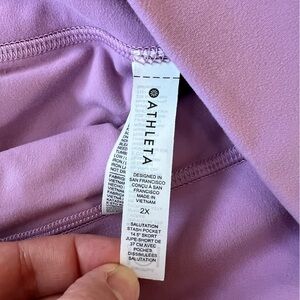 ATHLETA
DESIGNED IN
SAN FRANCISCO
CONÇU À SAN
FRANCISCO
MADE IN
VIETNAM
2X
SALUTATION
STASH POCKET
14.5" SKORT
JUPE-SHORT DE
37 CM AVEC
POCHES
DISSIMULÉES
SALUTATION